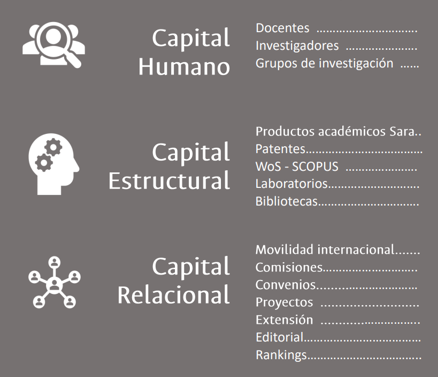 Capital
Humano
Docentes ..............................
Investigadores .....................
Grupos de investigación ......
Capital
Estructural
Productos académicos Sara..
Patentes...................................
WoS - SCOPUS .....................
Laboratorios...........................
Bibliotecas..............................
Capital
Relacional
Movilidad internacional.......
Comisiones............................
Convenios..............................
Proyectos .............................
Extensión .............................
Editorial..................................
Rankings..................................